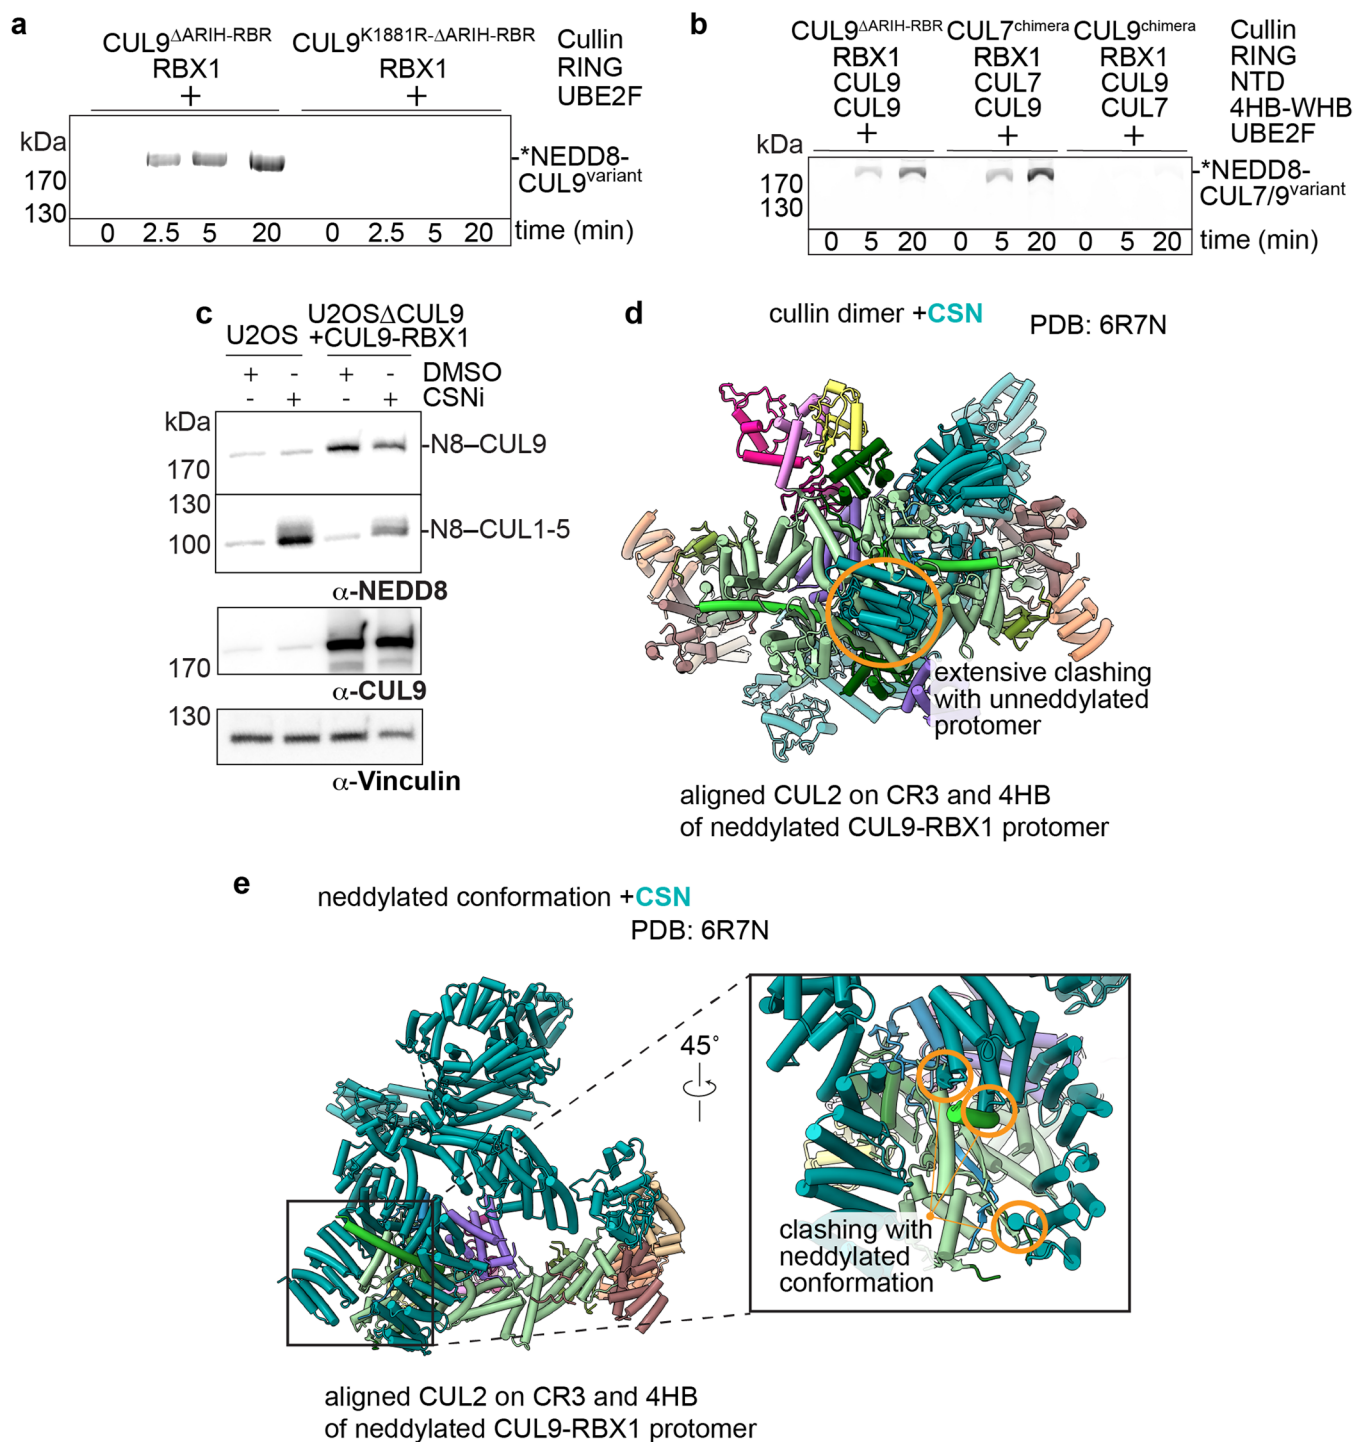 a
CUL9ΔARIH-RBR CUL9K1881R-ΔARIH-RBR Cullin
RBX1 RBX1 RING
+ + UBE2F
kDa
170
130
-*NEDD8-
CUL9variant
0 2.5 5 20 0 2.5 5 20 time (min)
b
CUL9ΔARIH-RBR CUL7chimera CUL9chimera Cullin
RBX1 RBX1 RBX1 RING
CUL9 CUL7 CUL9 NTD
CUL9 CUL9 CUL7 4HB-WHB
+ + + UBE2F
kDa
170
130
-*NEDD8-
CUL7/9variant
0 5 20 0 5 20 0 5 20 time (min)
c
U2OS U2OSΔCUL9
+CUL9-RBX1
+ - + - DMSO
- + - + CSNi
kDa
170
-N8–CUL9
130
100
-N8–CUL1-5
α-NEDD8
170
α-CUL9
130
α-Vinculin
d
cullin dimer +CSN
PDB: 6R7N
extensive clashing
with unneddylated
protomer
aligned CUL2 on CR3 and 4HB
of neddylated CUL9-RBX1 protomer
e
neddylated conformation +CSN
PDB: 6R7N
45°
clashing with
neddylated
conformation
aligned CUL2 on CR3 and 4HB
of neddylated CUL9-RBX1 protomer